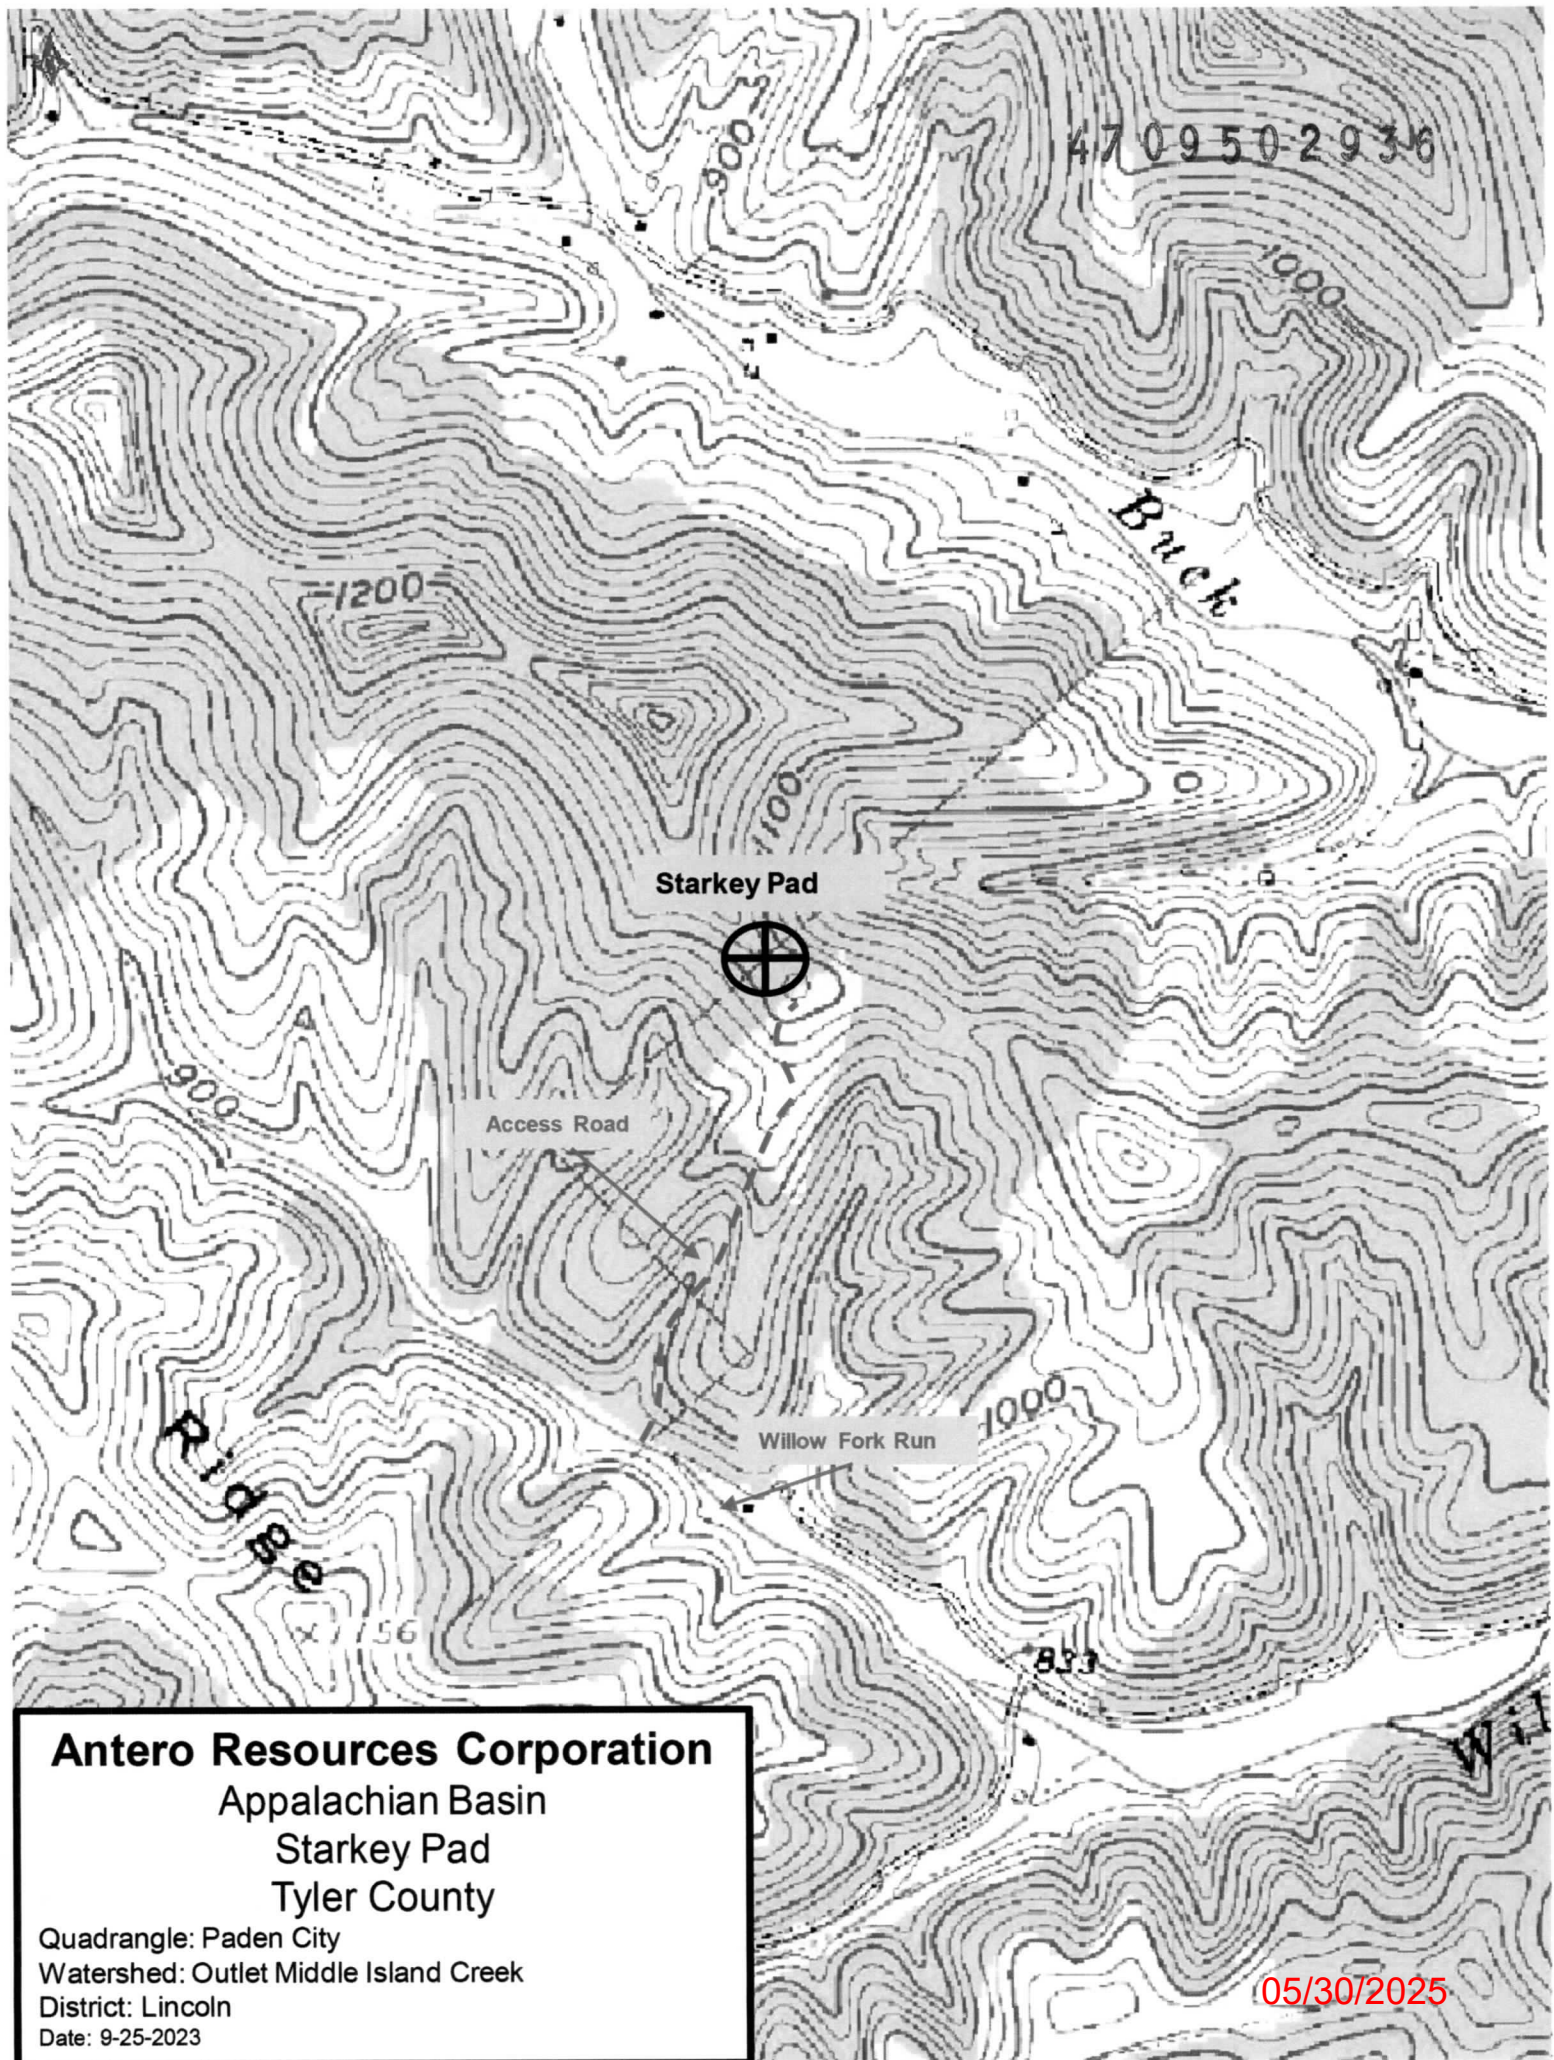 4709502936
900
1000
Buck
1200
1100
Starkey Pad
900
Access Road
1000
Willow Fork Run
Ridge
833
Wil
Antero Resources Corporation
Appalachian Basin
Starkey Pad
Tyler County
Quadrangle: Paden City
Watershed: Outlet Middle Island Creek
District: Lincoln
Date: 9-25-2023
05/30/2025